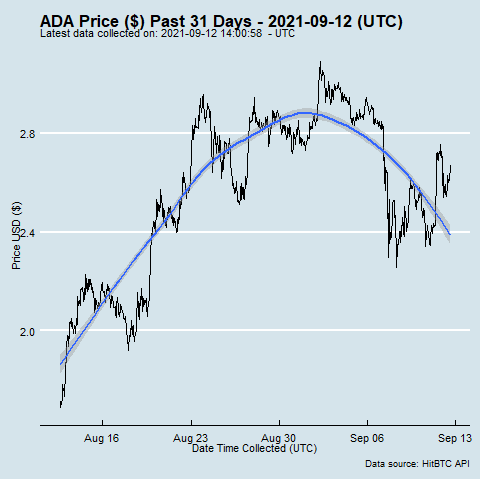 ADA Price ($) Past 31 Days - 2021-09-12 (UTC)
Latest data collected on: 2021-09-12 14:00:58 - UTC
2.8
2.4
2.0
Price USD ($)
Aug 16 Aug 23 Aug 30 Sep 06 Sep 13
Date Time Collected (UTC)
Data source: HitBTC API